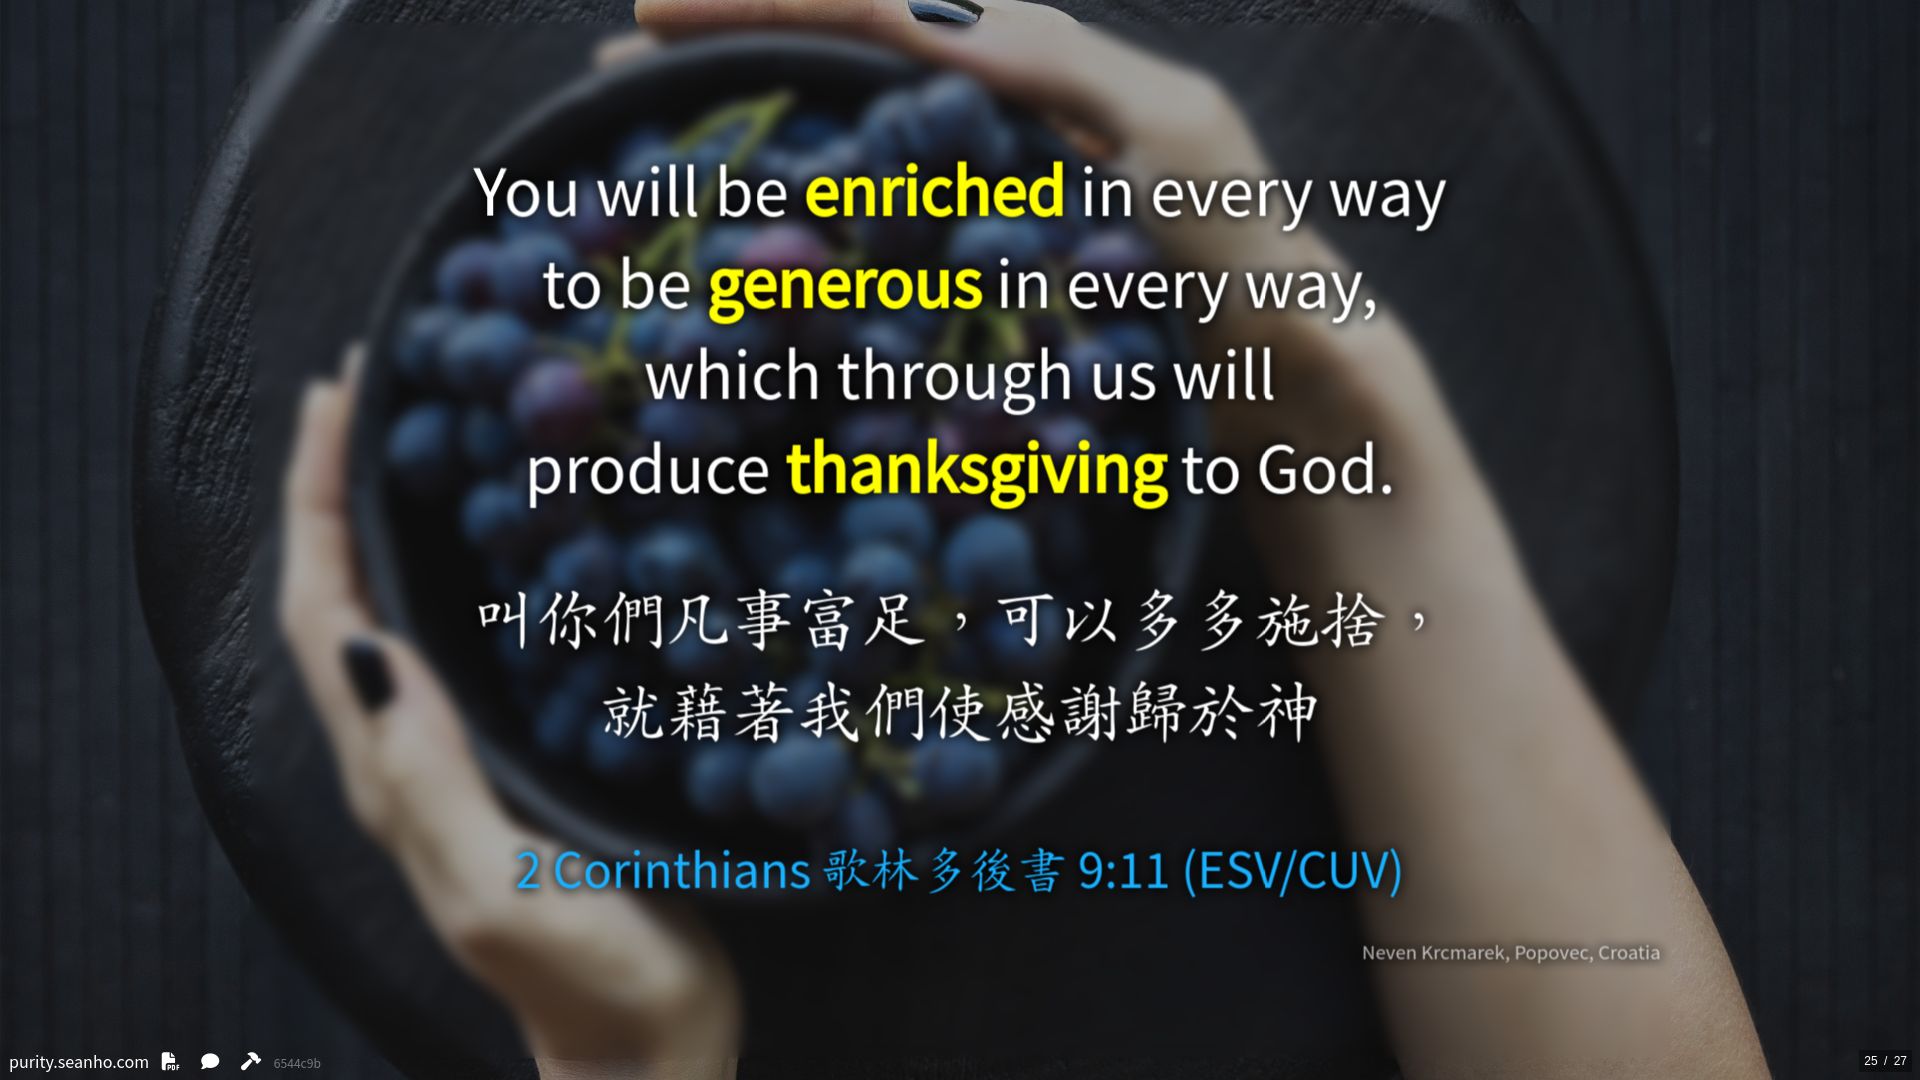 You will be enriched in every way
to be generous in every way,
which through us will
produce thanksgiving to God.
叫你們凡事富足，可以多多施捨，
就藉著我們使感謝歸於神
2 Corinthians 歌林多後書 9:11 (ESV/CUV)
Neven Krcmarek, Popovec, Croatia
purity.seanho.com PDF 6544c9b
25 / 27